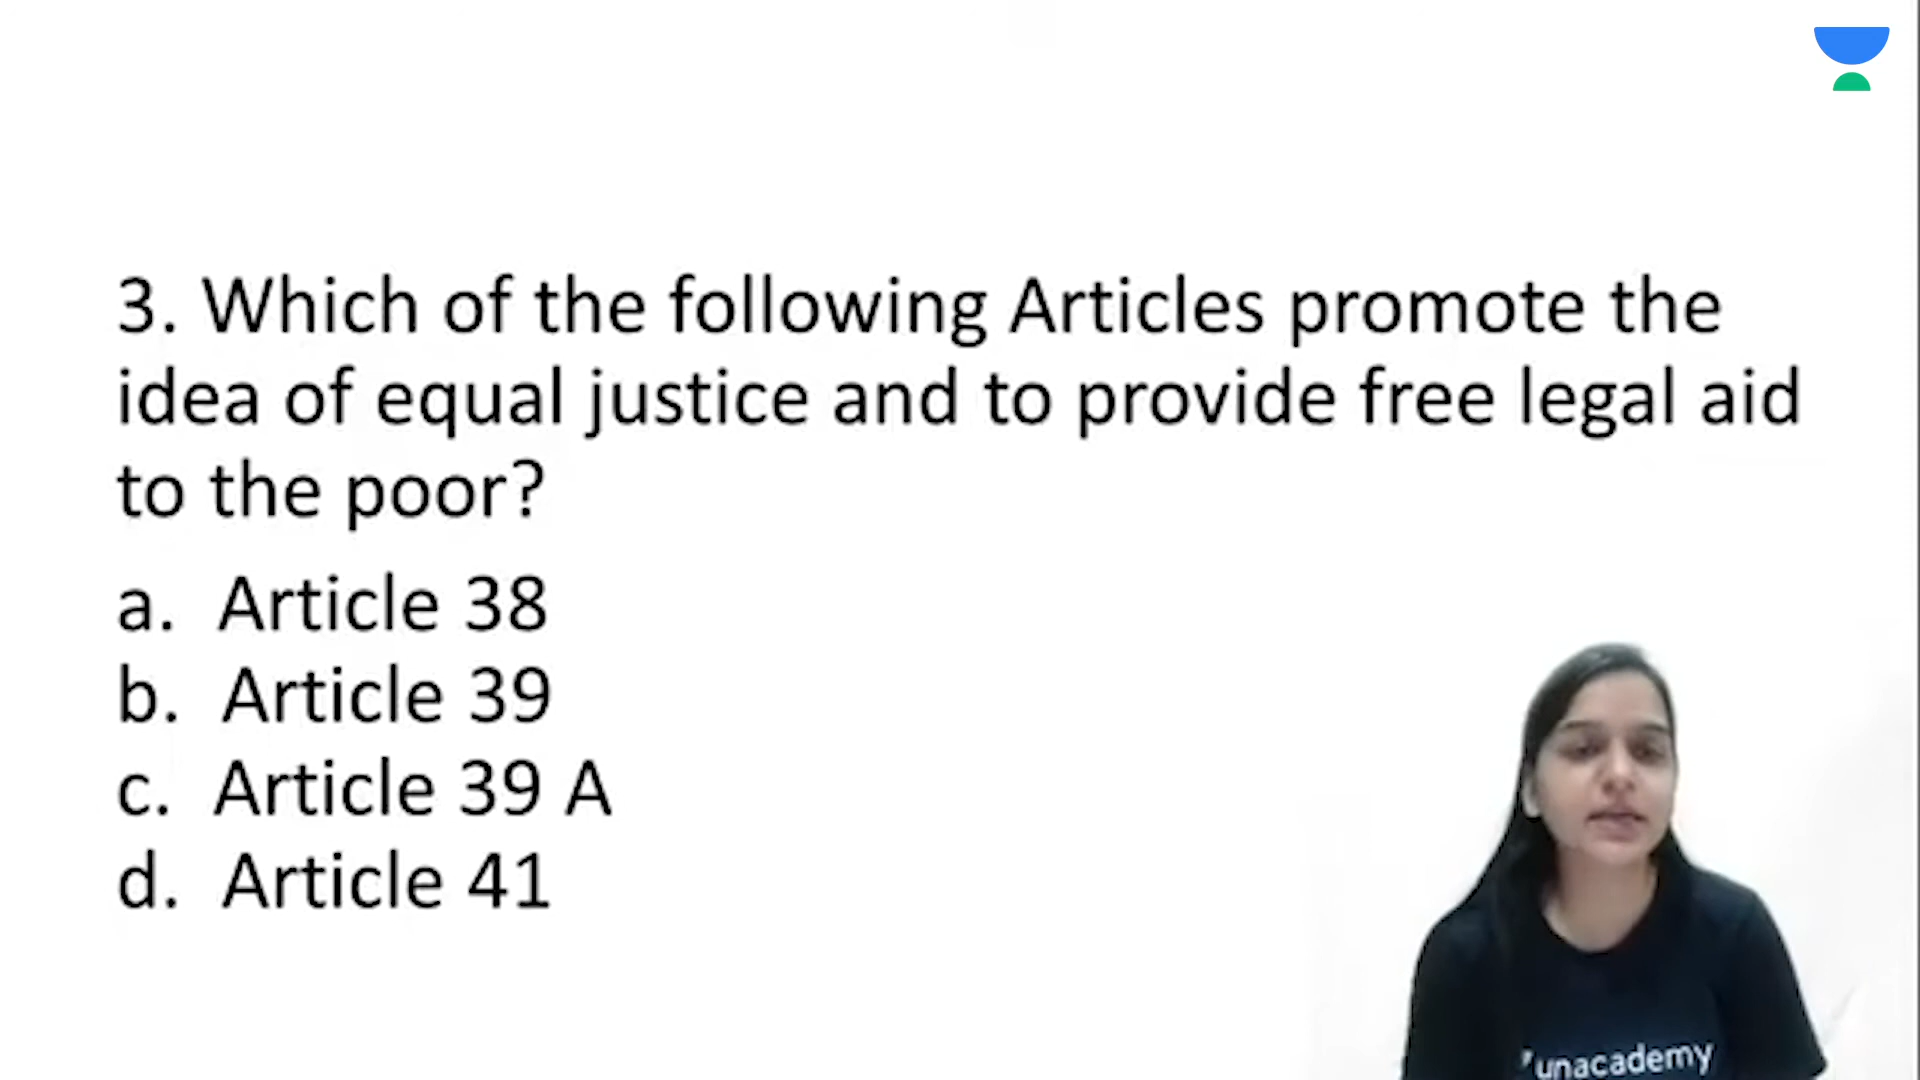 3. Which of the following Articles promote the
idea of equal justice and to provide free legal aid
to the poor?
a. Article 38
b. Article 39
c. Article 39 A
d. Article 41
unacademy